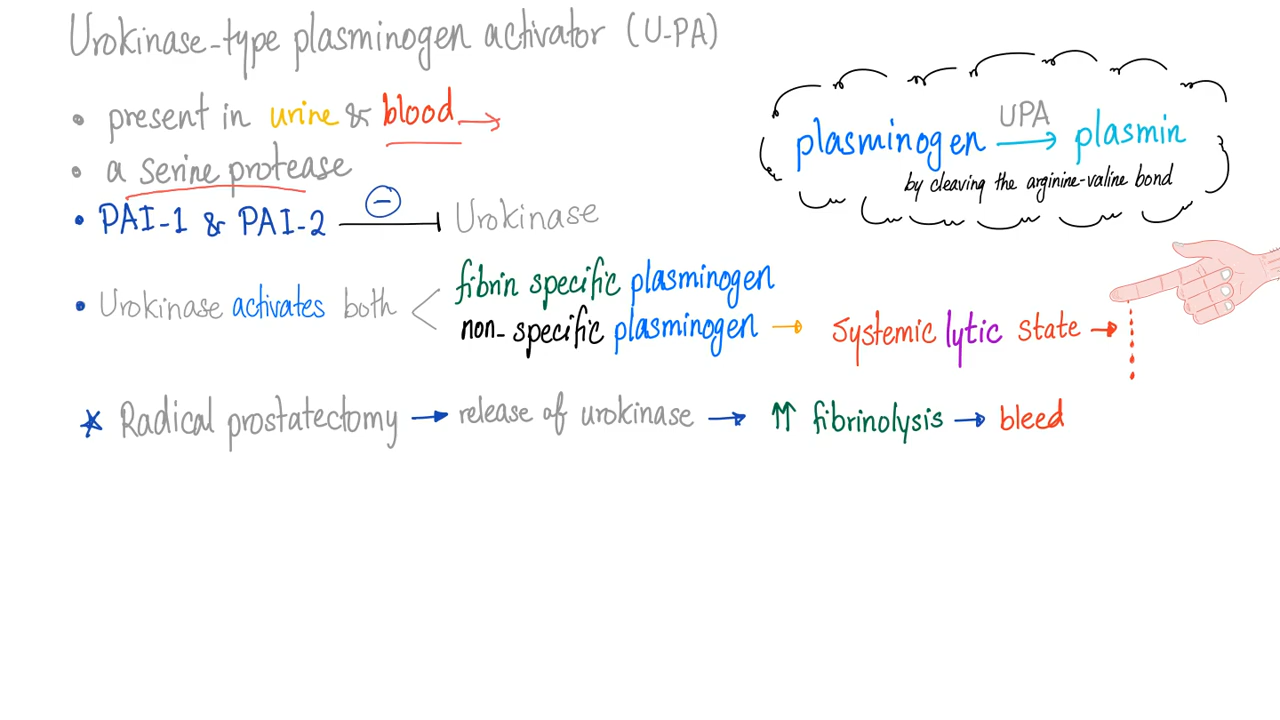 Urokinase-type plasminogen activator (U-PA)
• present in urine & blood →
• a serine protease
• PAI-1 & PAI-2 ⊖ Urokinase
plasminogen UPA → plasmin
by cleaving the arginine-valine bond
• Urokinase activates both < fibrin specific plasminogen
non-specific plasminogen → Systemic lytic state →
* Radical prostatectomy → release of urokinase → ↑↑ fibrinolysis → bleed